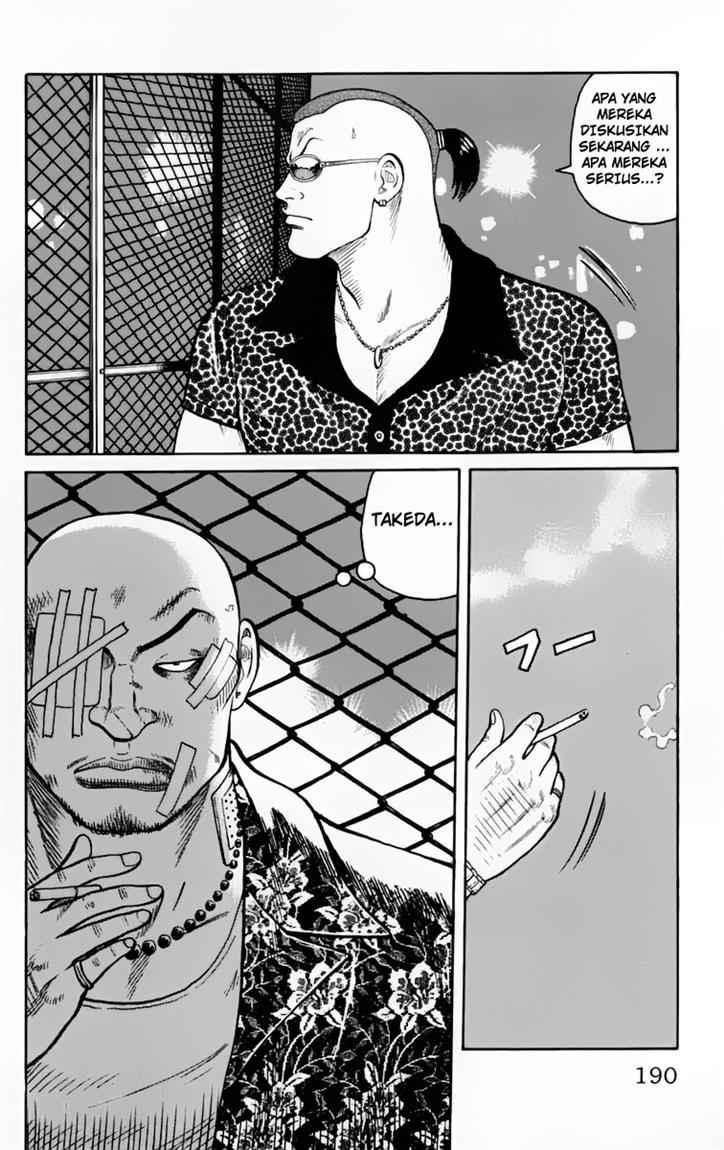 APA YANG
MEREKA
DISKUSIKAN
SEKARANG ...
APA MEREKA
SERIUS...?
TAKEDA...
フー
190